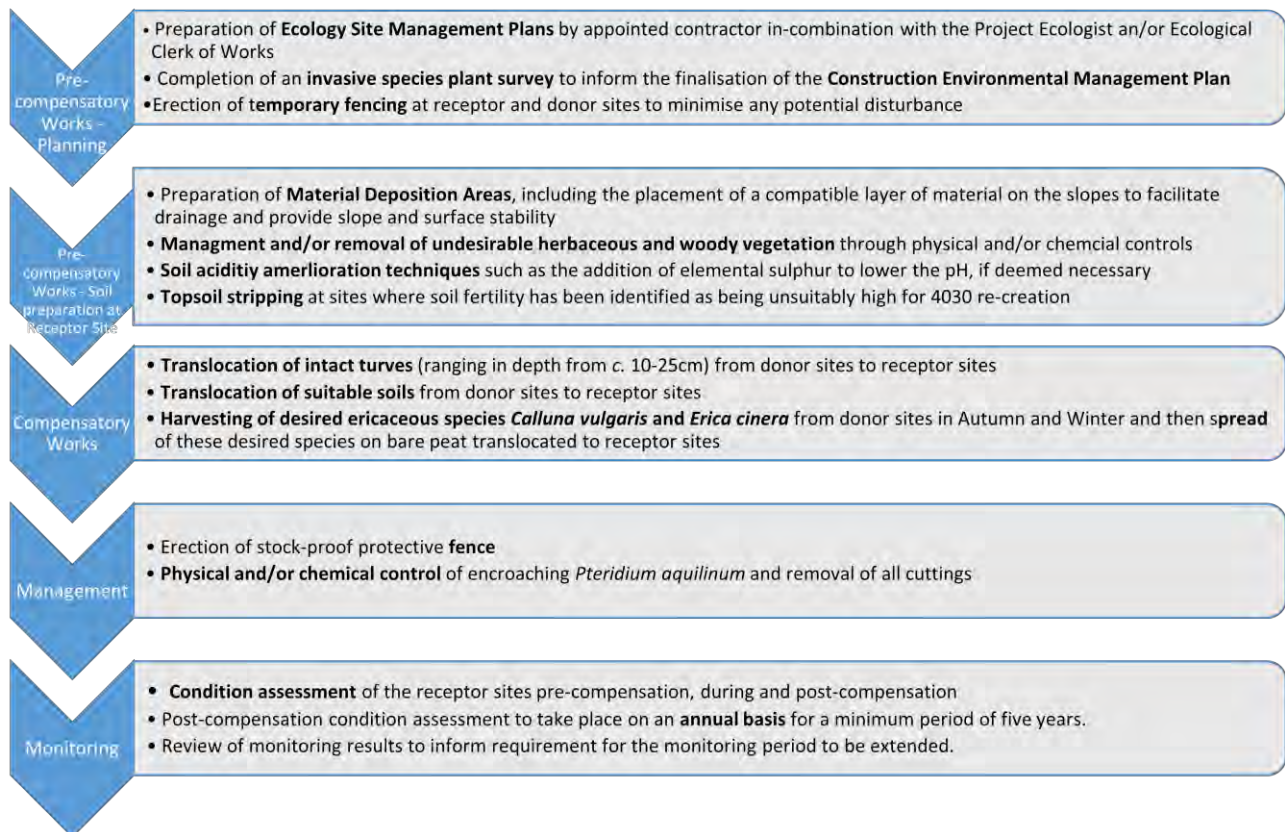 Pre-
compensatory
Works -
Planning
• Preparation of Ecology Site Management Plans by appointed contractor in-combination with the Project Ecologist an/or Ecological
Clerk of Works
• Completion of an invasive species plant survey to inform the finalisation of the Construction Environmental Management Plan
•Erection of temporary fencing at receptor and donor sites to minimise any potential disturbance
Pre-
compensatory
Works - Soil
preparation at
Receptor Site
• Preparation of Material Deposition Areas, including the placement of a compatible layer of material on the slopes to facilitate
drainage and provide slope and surface stability
• Managment and/or removal of undesirable herbaceous and woody vegetation through physical and/or chemcial controls
• Soil aciditiy amerlioration techniques such as the addition of elemental sulphur to lower the pH, if deemed necessary
• Topsoil stripping at sites where soil fertility has been identified as being unsuitably high for 4030 re-creation
Compensatory
Works
• Translocation of intact turves (ranging in depth from c. 10-25cm) from donor sites to receptor sites
• Translocation of suitable soils from donor sites to receptor sites
• Harvesting of desired ericaceous species Calluna vulgaris and Erica cinera from donor sites in Autumn and Winter and then spread
of these desired species on bare peat translocated to receptor sites
Management
• Erection of stock-proof protective fence
• Physical and/or chemical control of encroaching Pteridium aquilinum and removal of all cuttings
Monitoring
• Condition assessment of the receptor sites pre-compensation, during and post-compensation
• Post-compensation condition assessment to take place on an annual basis for a minimum period of five years.
• Review of monitoring results to inform requirement for the monitoring period to be extended.